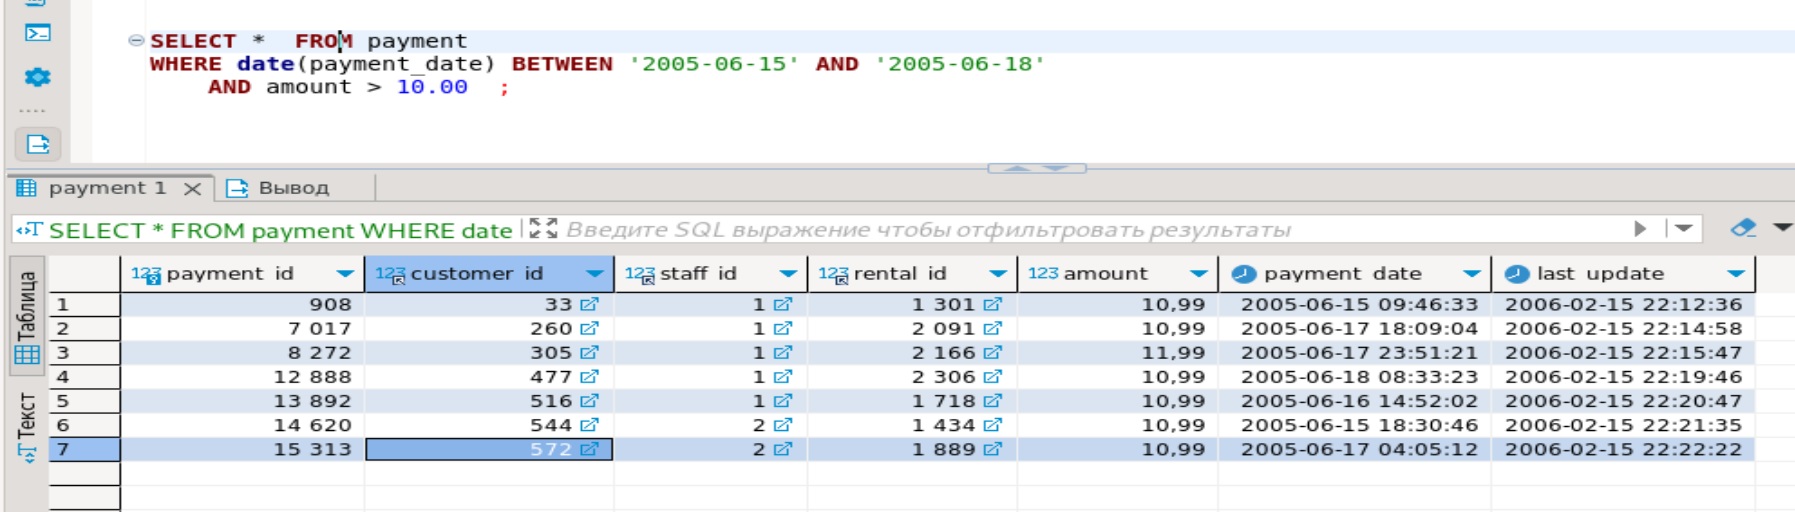 SELECT *  FROM payment
WHERE date(payment_date) BETWEEN '2005-06-15' AND '2005-06-18'
    AND amount > 10.00  ;
payment 1 Вывод
SELECT * FROM payment WHERE date Введите SQL выражение чтобы отфильтровать результаты
Таблица
Текст
123 payment_id 123 customer_id 123 staff_id 123 rental_id 123 amount payment_date last_update
1 908 33 1 1 301 10,99 2005-06-15 09:46:33 2006-02-15 22:12:36
2 7 017 260 1 2 091 10,99 2005-06-17 18:09:04 2006-02-15 22:14:58
3 8 272 305 1 2 166 11,99 2005-06-17 23:51:21 2006-02-15 22:15:47
4 12 888 477 1 2 306 10,99 2005-06-18 08:33:23 2006-02-15 22:19:46
5 13 892 516 1 1 718 10,99 2005-06-16 14:52:02 2006-02-15 22:20:47
6 14 620 544 2 1 434 10,99 2005-06-15 18:30:46 2006-02-15 22:21:35
7 15 313 572 2 1 889 10,99 2005-06-17 04:05:12 2006-02-15 22:22:22